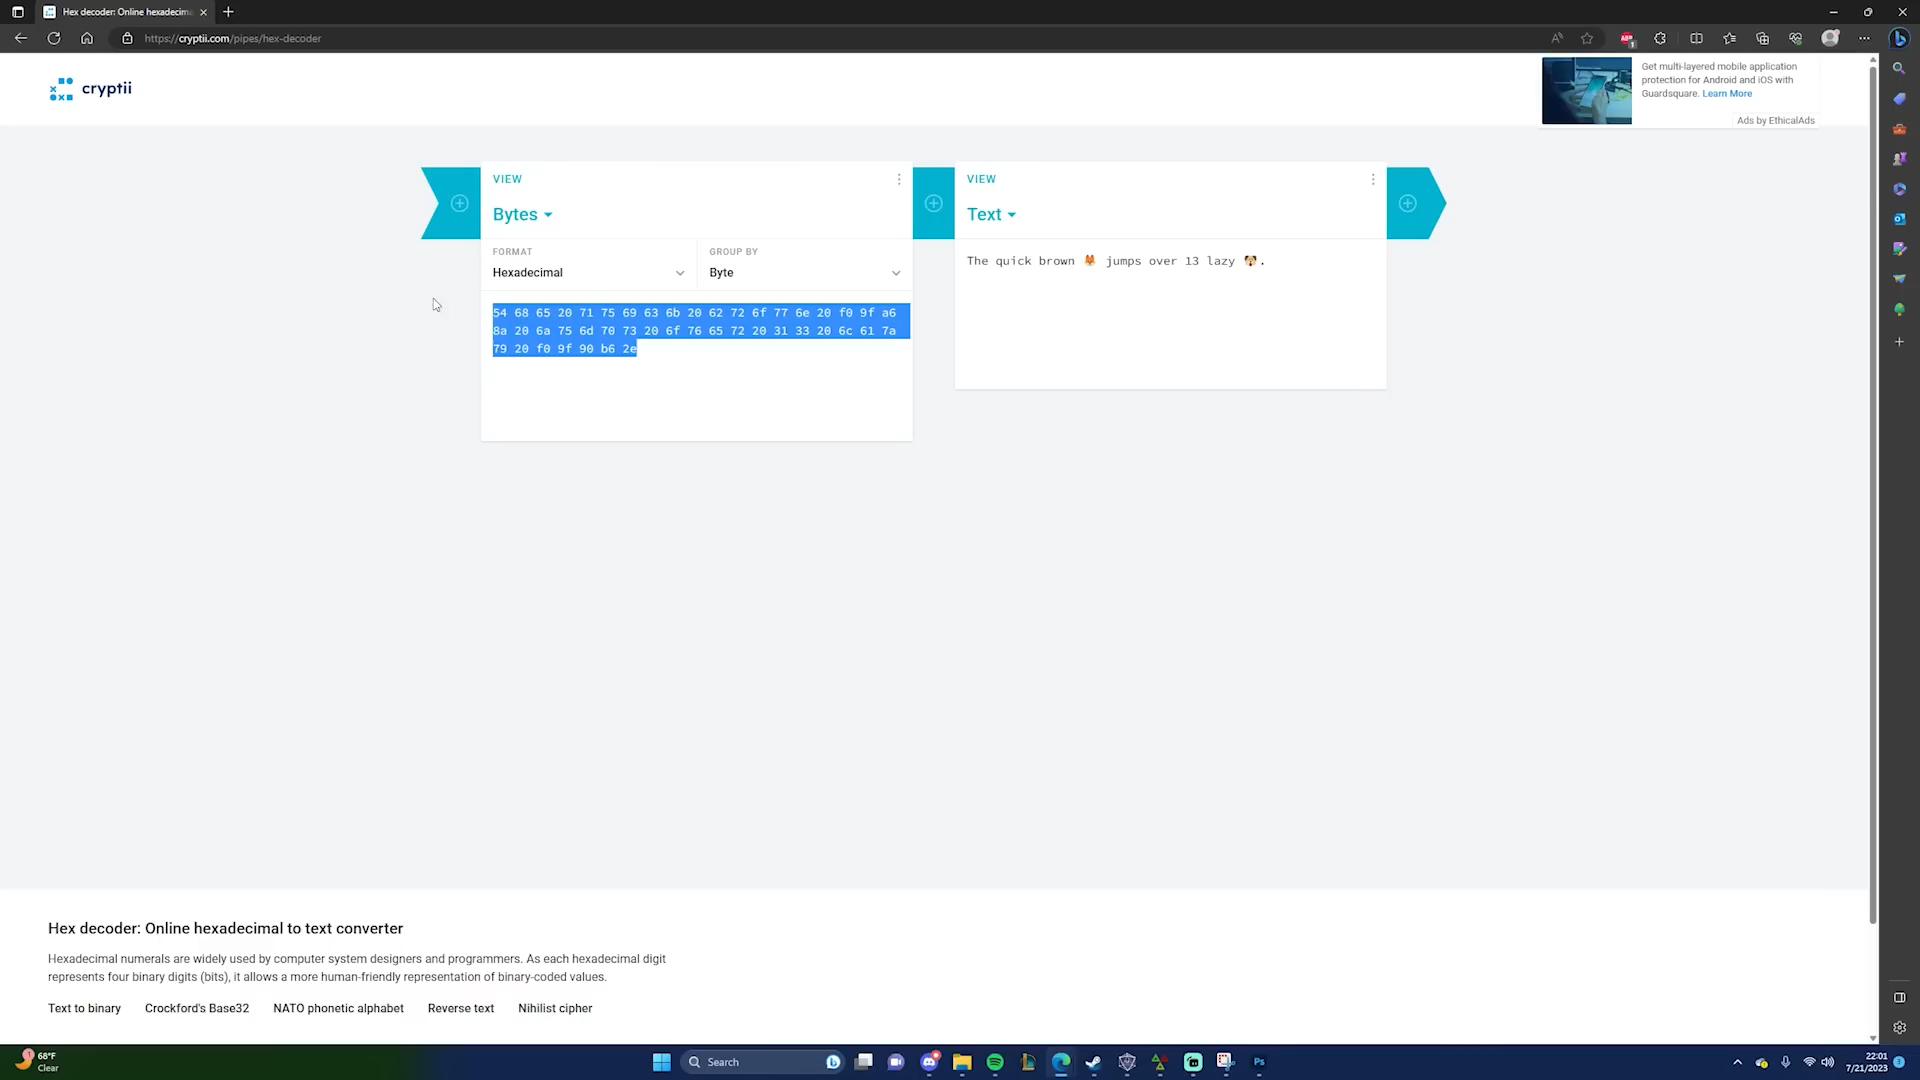 Hex decoder: Online hexadecima
https://cryptii.com/pipes/hex-decoder
cryptii
Get multi-layered mobile application
protection for Android and iOS with
Guardsquare. Learn More
Ads by EthicalAds
VIEW
Bytes
FORMAT
Hexadecimal
GROUP BY
Byte
54 68 65 20 71 75 69 63 6b 20 62 72 6f 77 6e 20 f0 9f a6
8a 20 6a 75 6d 70 73 20 6f 76 65 72 20 31 33 20 6c 61 7a
79 20 f0 9f 90 b6 2e
VIEW
Text
The quick brown 🦊 jumps over 13 lazy 🐶.
Hex decoder: Online hexadecimal to text converter
Hexadecimal numerals are widely used by computer system designers and programmers. As each hexadecimal digit
represents four binary digits (bits), it allows a more human-friendly representation of binary-coded values.
Text to binary Crockford's Base32 NATO phonetic alphabet Reverse text Nihilist cipher
68°F
Clear
Search
Ps
22:01
7/21/2023